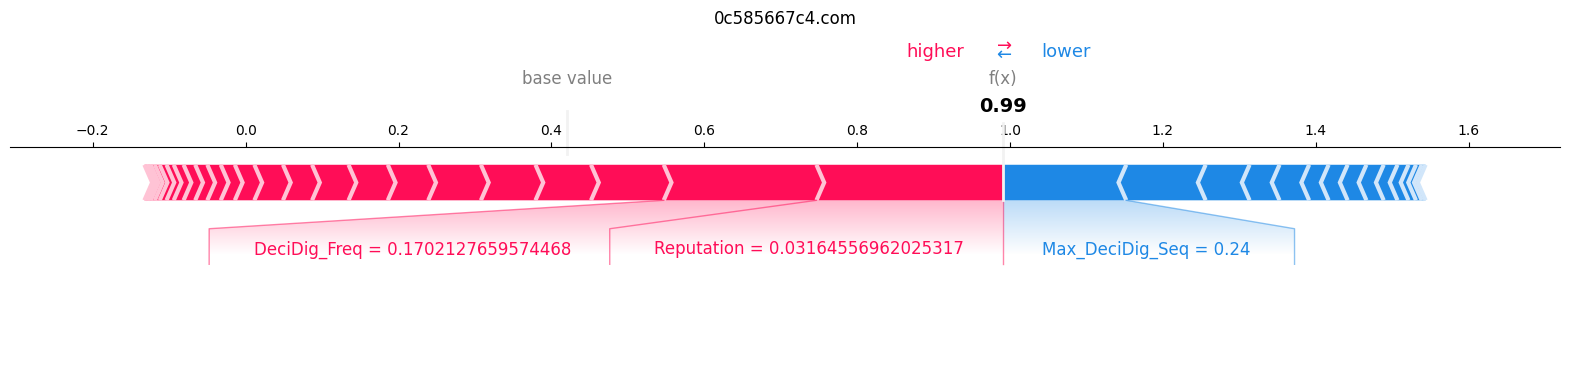 0c585667c4.com
higher ⇄ lower
base value f(x)
0.99
−0.2 0.0 0.2 0.4 0.6 0.8 1.0 1.2 1.4 1.6
DeciDig_Freq = 0.1702127659574468 Reputation = 0.03164556962025317 Max_DeciDig_Seq = 0.24